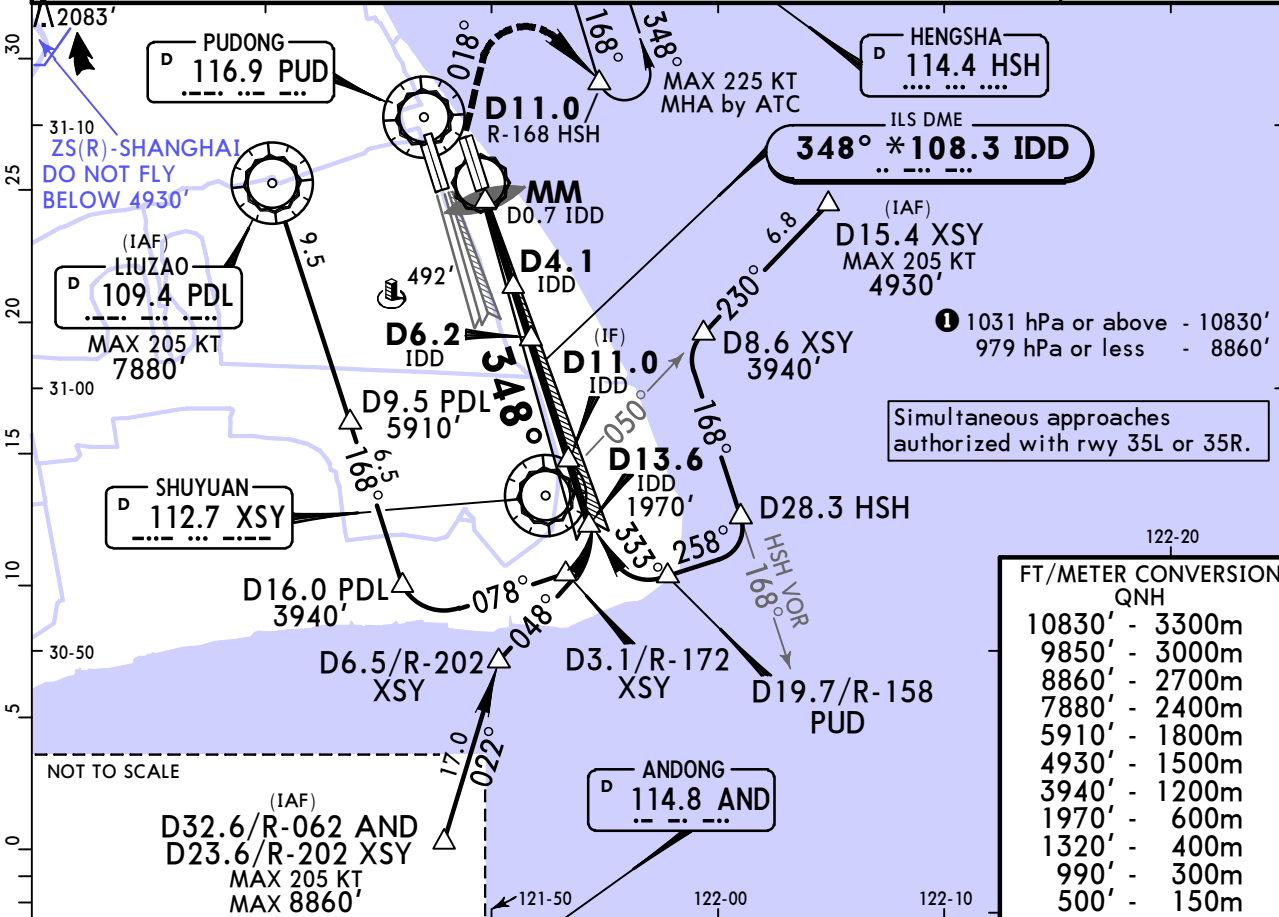 2083'
PUDONG
D 116.9 PUD
018°
168°
348°
MAX 225 KT
MHA by ATC
D11.0
R-168 HSH
HENGSHA
D 114.4 HSH
ILS DME
348° *108.3 IDD
30
31-10
ZS(R)-SHANGHAI
DO NOT FLY
BELOW 4930'
25
MM
D0.7 IDD
(IAF)
D15.4 XSY
MAX 205 KT
4930'
6.8
230°
(IAF)
LIUZAO
D 109.4 PDL
MAX 205 KT
7880'
9.5
492'
D4.1
IDD
D6.2
IDD
20
❶ 1031 hPa or above - 10830'
979 hPa or less - 8860'
D8.6 XSY
3940'
(IF)
D11.0
IDD
348°
050°
31-00
D9.5 PDL
5910'
Simultaneous approaches
authorized with rwy 35L or 35R.
15
6.5
168°
168°
D13.6
IDD
1970'
SHUYUAN
D 112.7 XSY
D28.3 HSH
333°
258°
HSH VOR
168°
122-20
10
D16.0 PDL
3940'
078°
048°
30-50
D6.5/R-202
XSY
D3.1/R-172
XSY
D19.7/R-158
PUD
5
17.0
022°
NOT TO SCALE
(IAF)
D32.6/R-062 AND
D23.6/R-202 XSY
MAX 205 KT
MAX 8860'
0
ANDONG
D 114.8 AND
121-50
122-00
122-10
FT/METER CONVERSION
QNH
10830' - 3300m
9850' - 3000m
8860' - 2700m
7880' - 2400m
5910' - 1800m
4930' - 1500m
3940' - 1200m
1970' - 600m
1320' - 400m
990' - 300m
500' - 150m